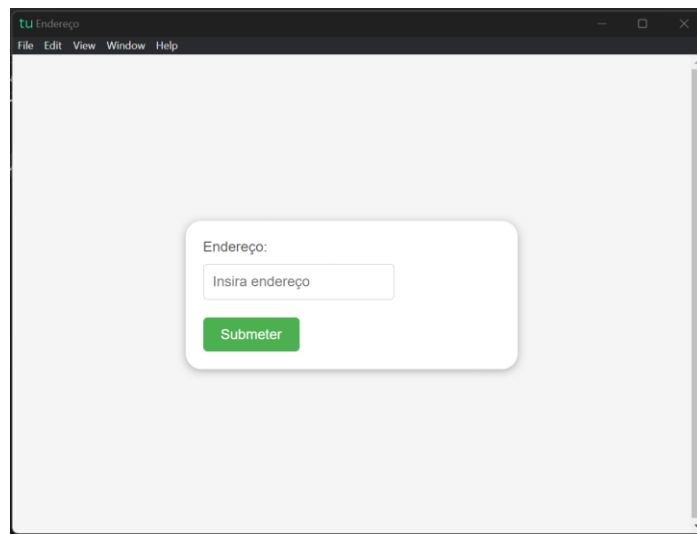 tu Endereço
File Edit View Window Help
Endereço:
Insira endereço
Submeter